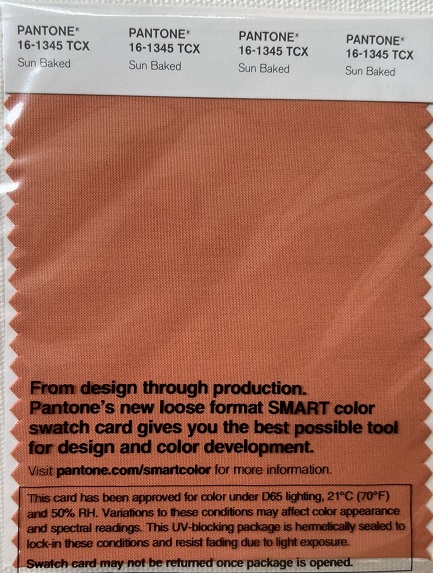 PANTONE® PANTONE® PANTONE® PANTONE®
16-1345 TCX 16-1345 TCX 16-1345 TCX 16-1345 TCX
Sun Baked Sun Baked Sun Baked Sun Baked
From design through production.
Pantone's new loose format SMART color
swatch card gives you the best possible tool
for design and color development.
Visit pantone.com/smartcolor for more information.
This card has been approved for color under D65 lighting, 21°C (70°F)
and 50% RH. Variations to these conditions may affect color appearance
and spectral readings. This UV-blocking package is hermetically sealed to
lock-in these conditions and resist fading due to light exposure.
Swatch card may not be returned once package is opened.